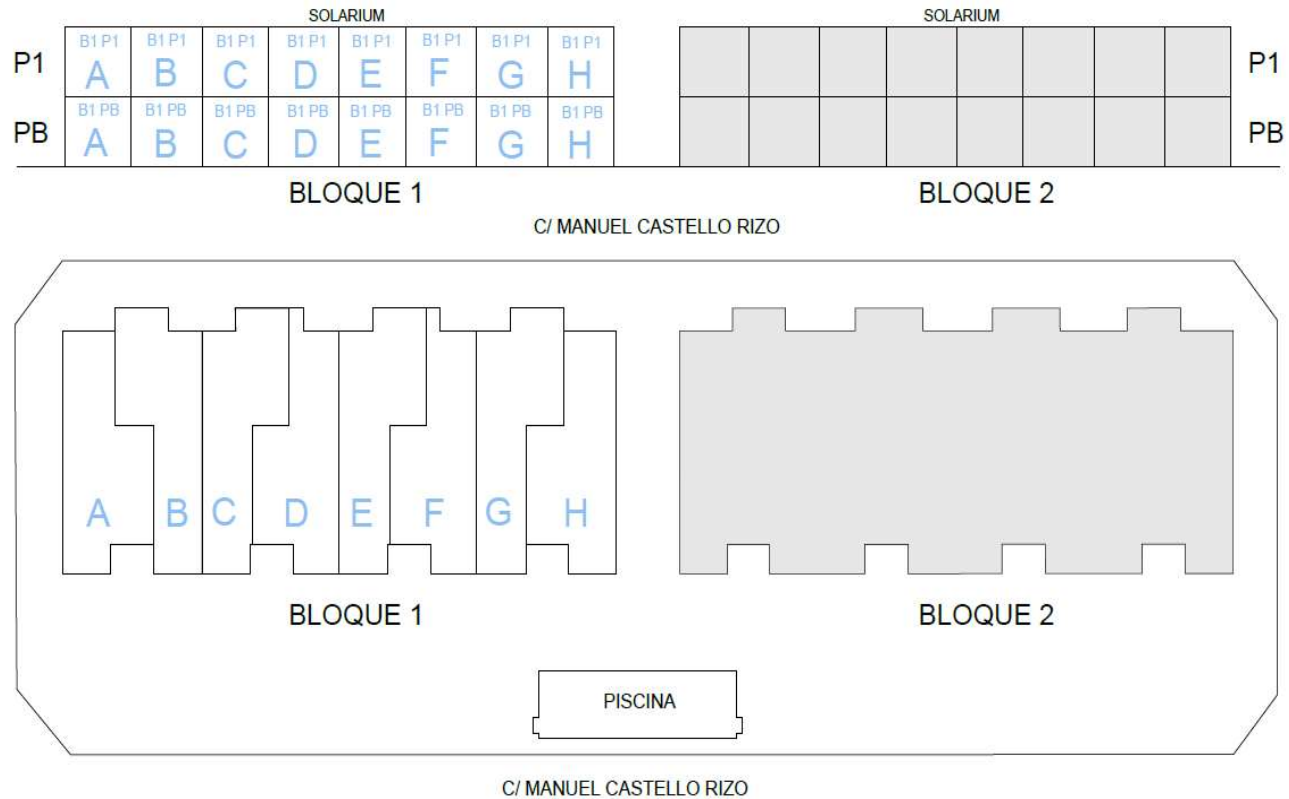 SOLARIUM SOLARIUM
B1 P1 B1 P1 B1 P1 B1 P1 B1 P1 B1 P1 B1 P1 B1 P1
P1 A B C D E F G H P1
B1 PB B1 PB B1 PB B1 PB B1 PB B1 PB B1 PB B1 PB
PB A B C D E F G H PB
BLOQUE 1 BLOQUE 2
C/ MANUEL CASTELLO RIZO
A B C D E F G H
BLOQUE 1 BLOQUE 2
PISCINA
C/ MANUEL CASTELLO RIZO